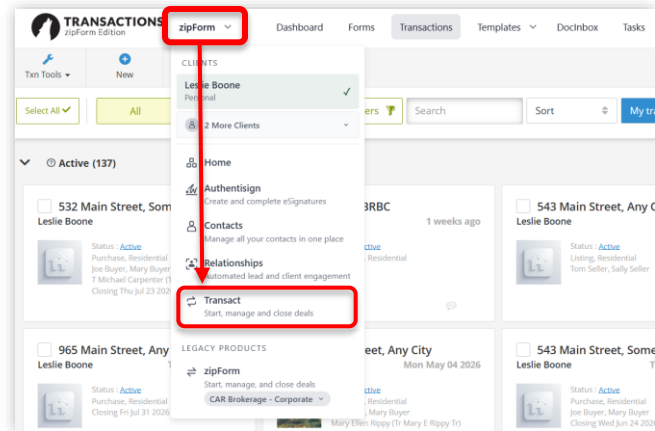 TRANSACTIONS
zipForm Edition
zipForm
Dashboard
Forms
Transactions
Templates
DocInbox
Tasks
Txn Tools
New
Select All
All
Search
Sort
Active (137)
CLIENTS
Leslie Boone
Personal
2 More Clients
Home
Authentisign
Create and complete eSignatures
Contacts
Manage all your contacts in one place
Relationships
Automated lead and client engagement
Transact
Start, manage and close deals
LEGACY PRODUCTS
zipForm
Start, manage, and close deals
CAR Brokerage - Corporate
532 Main Street, Som
Leslie Boone
Status : Active
Purchase, Residential
Joe Buyer, Mary Buyer
T Michael Carpenter (T
Closing Thu Jul 23 202
1 weeks ago
, Residential
543 Main Street, Any C
Leslie Boone
Status : Active
Listing, Residential
Tom Seller, Sally Seller
965 Main Street, Any
Leslie Boone
Status : Active
Purchase, Residential
Closing Fri Jul 31 2026
eet, Any City
Mon May 04 2026
, Residential
, Mary Buyer
Mary Ellen Rippy (Tr Mary E Rippy Tr)
543 Main Street, Some
Leslie Boone
Status : Active
Purchase, Residential
Joe Buyer, Mary Buyer
Closing Wed Jun 24 202